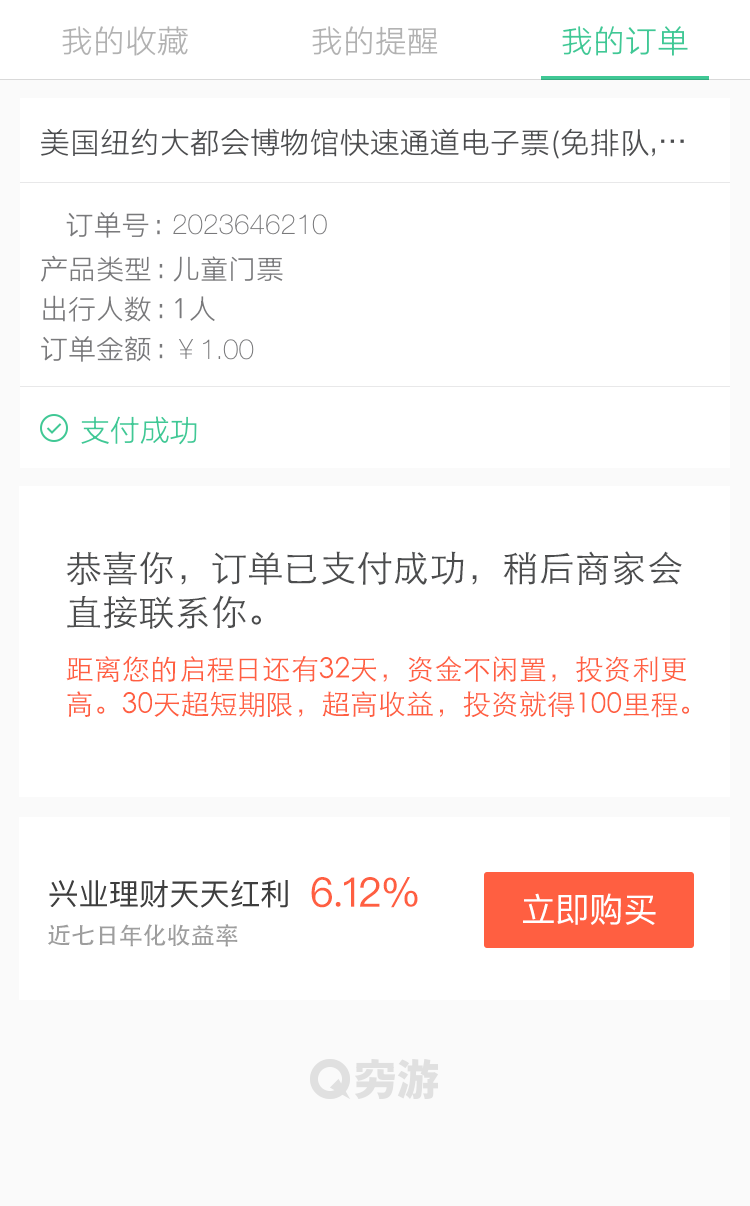 我的收藏 我的提醒 我的订单
美国纽约大都会博物馆快速通道电子票(免排队,…
订单号: 2023646210
产品类型: 儿童门票
出行人数: 1人
订单金额: ￥1.00
支付成功
恭喜你，订单已支付成功，稍后商家会
直接联系你。
距离您的启程日还有32天，资金不闲置，投资利更
高。30天超短期限，超高收益，投资就得100里程。
兴业理财天天红利 6.12%
近七日年化收益率
立即购买
穷游